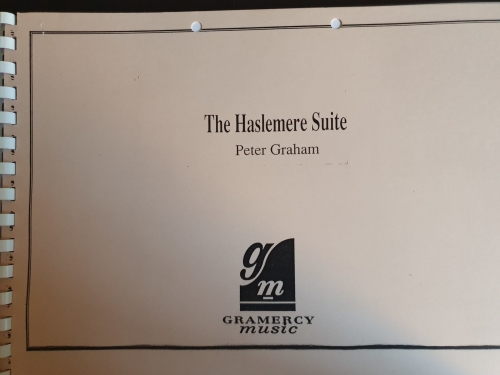 The Haslemere Suite
Peter Graham
gm
GRAMERCY
music